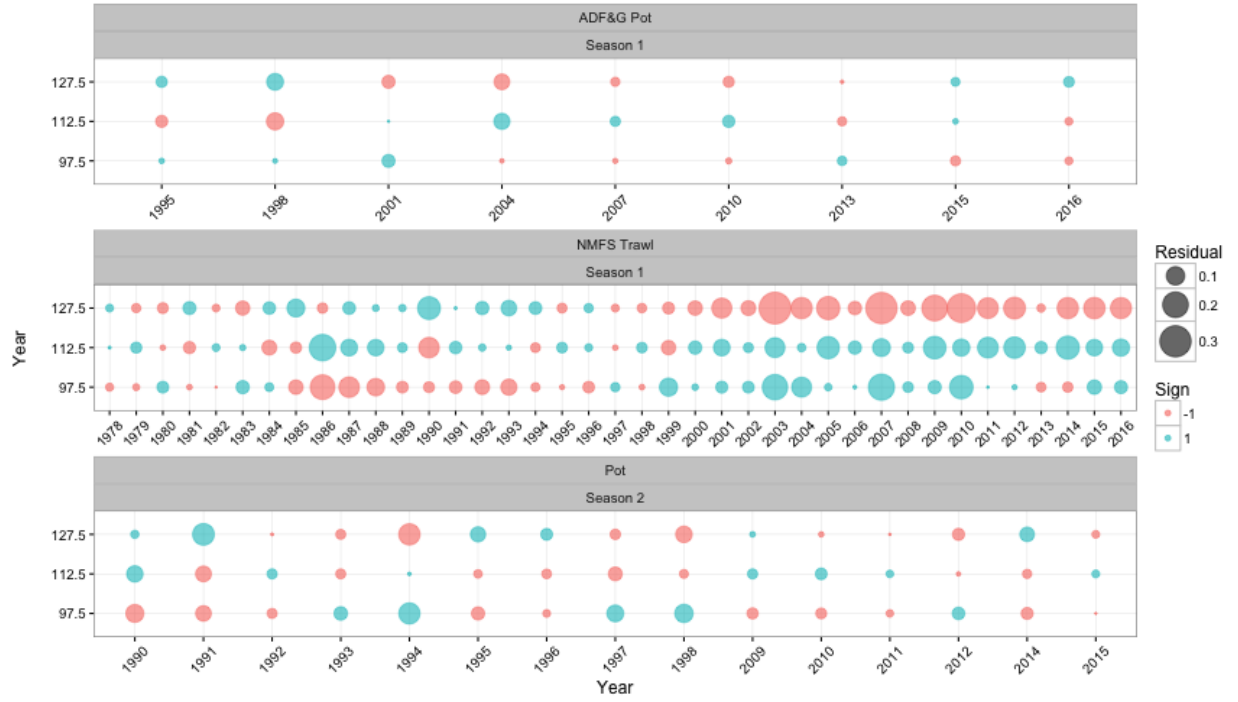 ADF&G Pot
Season 1
127.5
112.5
97.5
1995 1998 2001 2004 2007 2010 2013 2015 2016
NMFS Trawl
Season 1
127.5
112.5
97.5
1978 1979 1980 1981 1982 1983 1984 1985 1986 1987 1988 1989 1990 1991 1992 1993 1994 1995 1996 1997 1998 1999 2000 2001 2002 2003 2004 2005 2006 2007 2008 2009 2010 2011 2012 2013 2014 2015 2016
Pot
Season 2
127.5
112.5
97.5
1990 1991 1992 1993 1994 1995 1996 1997 1998 2009 2010 2011 2012 2014 2015
Year
Year
Residual
0.1
0.2
0.3
Sign
-1
1